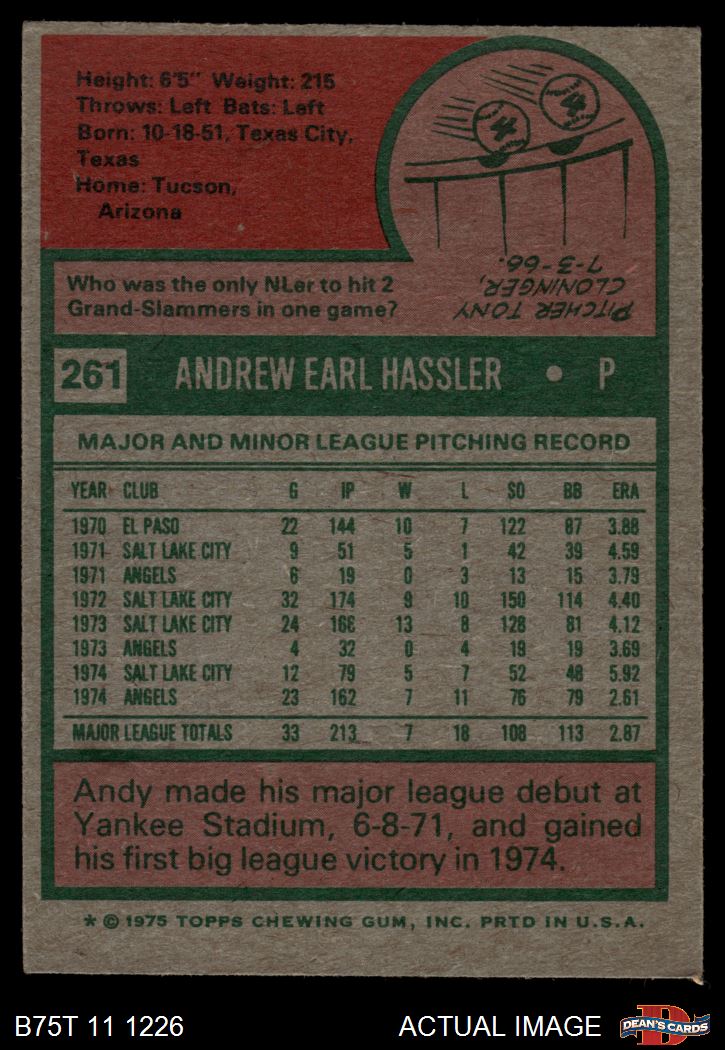 Height: 6'5" Weight: 215
Throws: Left Bats: Left
Born: 10-18-51, Texas City,
Texas
Home: Tucson,
Arizona
Who was the only NLer to hit 2
Grand-Slammers in one game?
PITCHER TONY
CLONINGER,
7-3-66.
261 ANDREW EARL HASSLER • P
MAJOR AND MINOR LEAGUE PITCHING RECORD
YEAR CLUB G IP W L SO BB ERA
1970 EL PASO 22 144 10 7 122 87 3.88
1971 SALT LAKE CITY 9 51 5 1 42 39 4.59
1971 ANGELS 6 19 0 3 13 15 3.79
1972 SALT LAKE CITY 32 174 9 10 150 114 4.40
1973 SALT LAKE CITY 24 166 13 8 128 81 4.12
1973 ANGELS 4 32 0 4 19 19 3.69
1974 SALT LAKE CITY 12 79 5 7 52 48 5.92
1974 ANGELS 23 162 7 11 76 79 2.61
MAJOR LEAGUE TOTALS 33 213 7 18 108 113 2.87
Andy made his major league debut at
Yankee Stadium, 6-8-71, and gained
his first big league victory in 1974.
* © 1975 TOPPS CHEWING GUM, INC. PRTD IN U.S.A.
B75T 11 1226 ACTUAL IMAGE DEAN'S CARDS